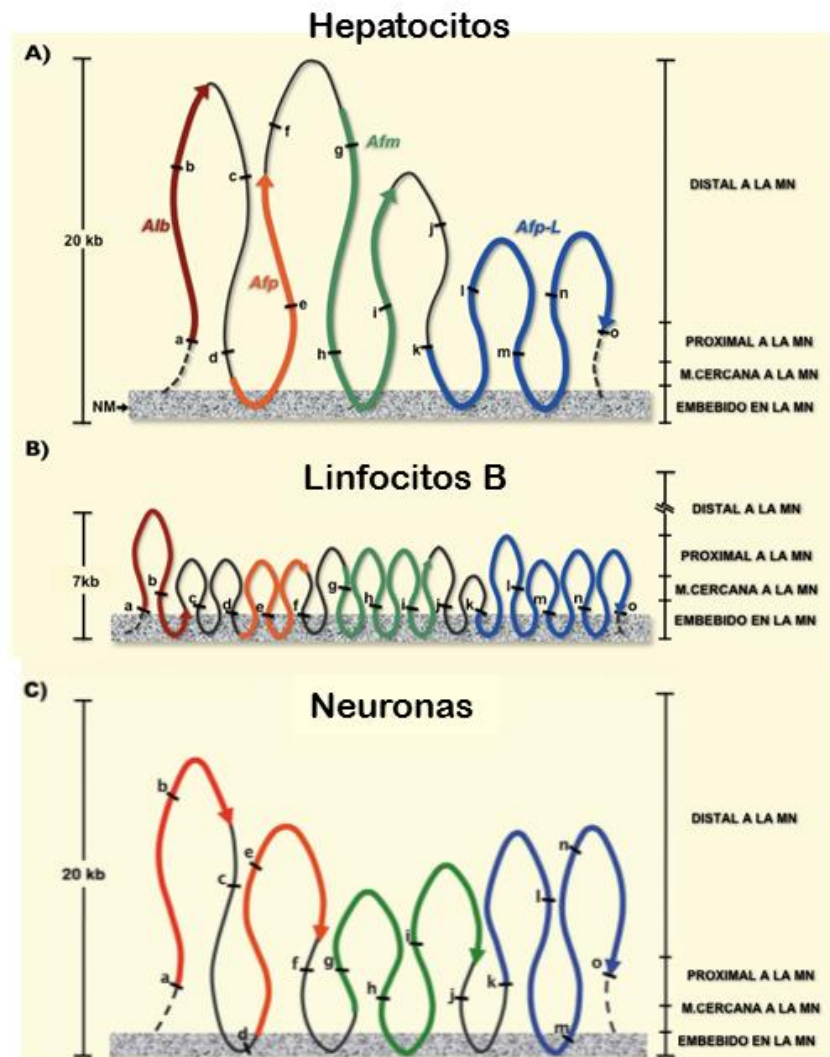 Hepatocitos
A)
f
g
Afm
b
c
DISTAL A LA MN
Alb
j
Afp-L
20 kb
Afp
l
n
e
i
a
o
d
h
k
m
PROXIMAL A LA MN
M.CERCANA A LA MN
NM
EMBEBIDO EN LA MN
B)
Linfocitos B
DISTAL A LA MN
PROXIMAL A LA MN
7kb
M.CERCANA A LA MN
a b c d e f g h i j k l m n o
EMBEBIDO EN LA MN
C)
Neuronas
b
DISTAL A LA MN
e
n
20 kb
c
l
i
a
f
g
k
o
PROXIMAL A LA MN
h
j
M.CERCANA A LA MN
d
m
EMBEBIDO EN LA MN